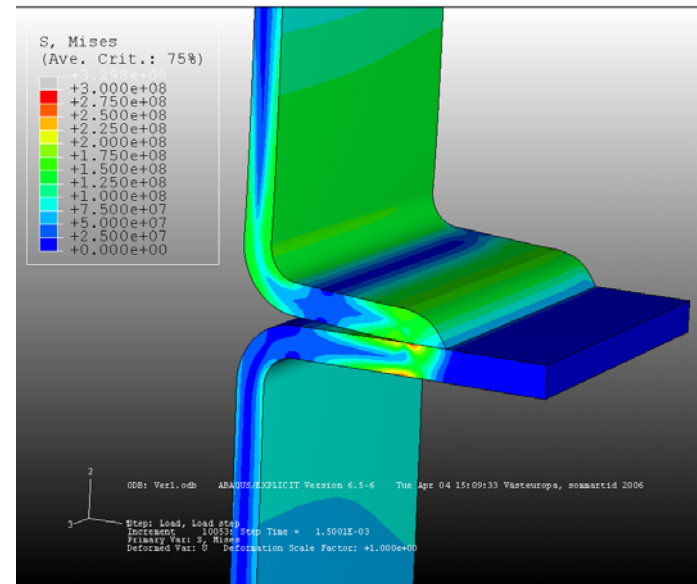 S, Mises
(Ave. Crit.: 75%)
+3.298e+08
+3.000e+08
+2.750e+08
+2.500e+08
+2.250e+08
+2.000e+08
+1.750e+08
+1.500e+08
+1.250e+08
+1.000e+08
+7.500e+07
+5.000e+07
+2.500e+07
+0.000e+00
2
3
ODB: Ver1.odb ABAQUS/EXPLICIT Version 6.5-6 Tue Apr 04 15:09:33 Västeuropa, sommartid 2006
Step: Load, Load step
Increment 10053: Step Time = 1.5001E-03
Primary Var: S, Mises
Deformed Var: U Deformation Scale Factor: +1.000e+00